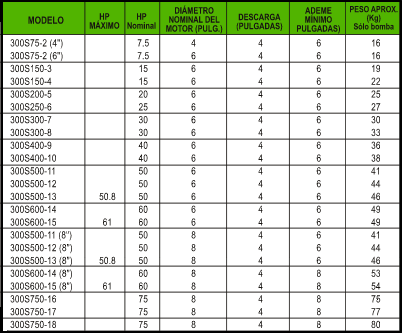 MODELO HP MÁXIMO HP Nominal DIÁMETRO NOMINAL DEL MOTOR (PULG.) DESCARGA (PULGADAS) ADEME MÍNIMO PULGADAS) PESO APROX. (Kg) Sólo bomba
300S75-2 (4") 7.5 4 4 6 16
300S75-2 (6") 7.5 6 4 6 16
300S150-3 15 6 4 6 19
300S150-4 15 6 4 6 22
300S200-5 20 6 4 6 25
300S250-6 25 6 4 6 27
300S300-7 30 6 4 6 30
300S300-8 30 6 4 6 33
300S400-9 40 6 4 6 36
300S400-10 40 6 4 6 38
300S500-11 50 6 4 6 41
300S500-12 50 6 4 6 44
300S500-13 50.8 50 6 4 6 46
300S600-14 60 6 4 6 49
300S600-15 61 60 6 4 6 49
300S500-11 (8") 50 8 4 8 41
300S500-12 (8") 50 8 4 8 44
300S500-13 (8") 50.8 50 8 4 8 46
300S600-14 (8") 60 8 4 8 53
300S600-15 (8") 61 60 8 4 8 54
300S750-16 75 8 4 8 75
300S750-17 75 8 4 8 77
300S750-18 75 8 4 8 80